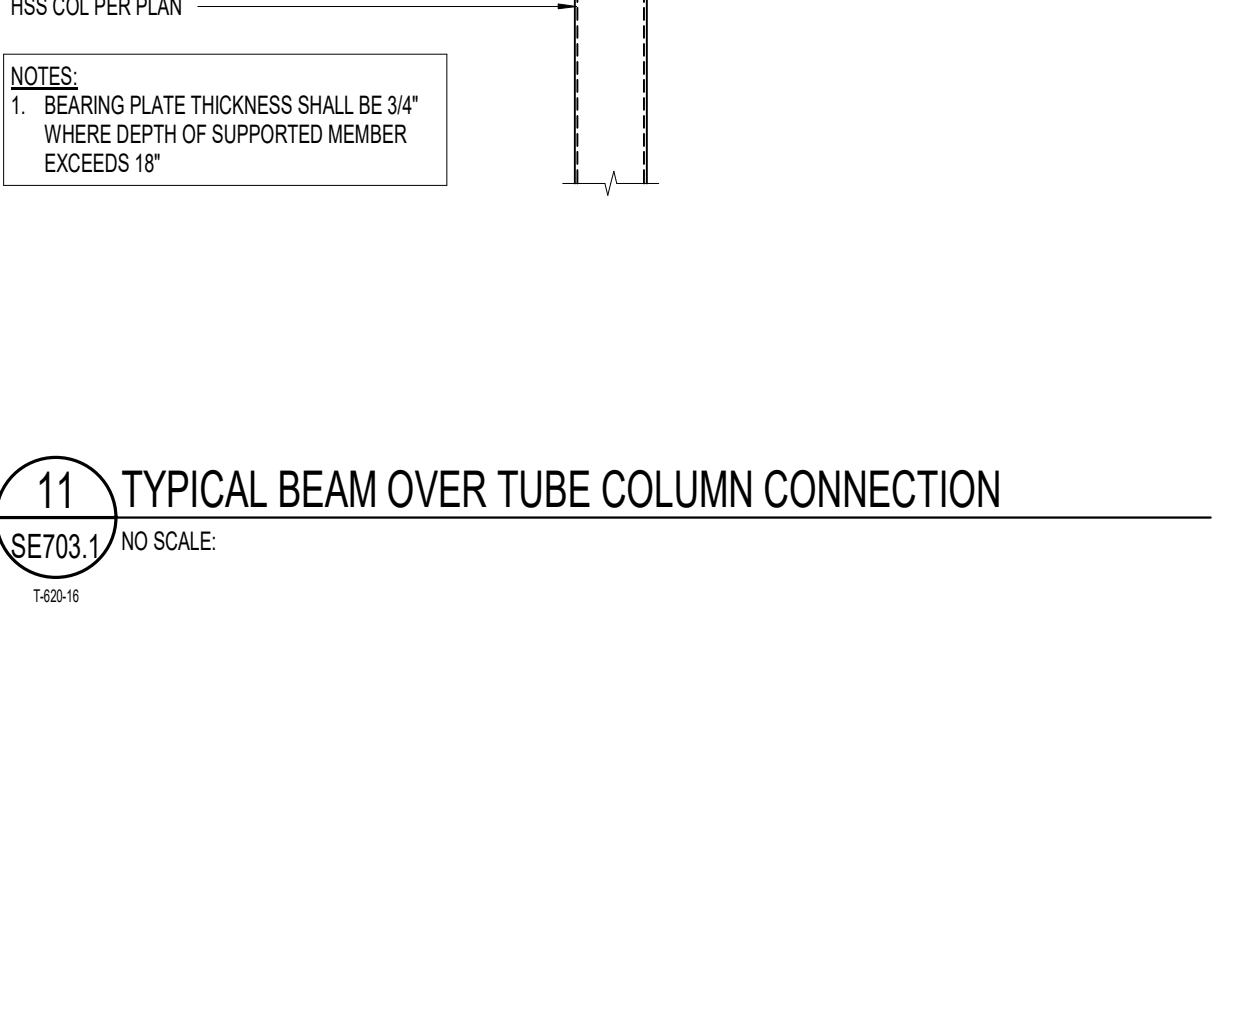 HSS COL PER PLAN
NOTES:
1. BEARING PLATE THICKNESS SHALL BE 3/4"
WHERE DEPTH OF SUPPORTED MEMBER
EXCEEDS 18"
11 TYPICAL BEAM OVER TUBE COLUMN CONNECTION
SE703.1 NO SCALE:
T-620-16